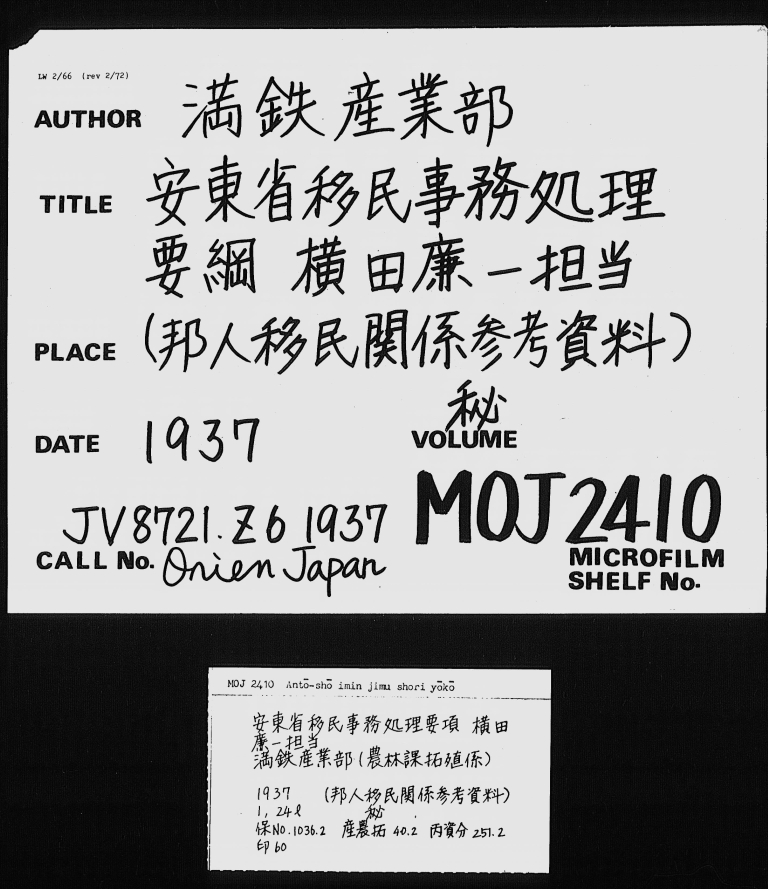 LW 2/66 (rev 2/72)
AUTHOR 満鉄産業部
TITLE 安東省移民事務処理
要綱 横田廉一担当
PLACE (邦人移民関係参考資料)
秘
DATE 1937 VOLUME
JV8721.Z6 1937 MOJ 2410
CALL No. Orien Japan MICROFILM
SHELF No.
MOJ 2410 Antō-shō imin jimu shori yōkō
安東省移民事務処理要項 横田
廉一担当
満鉄産業部(農林課拓殖係)
1937 (邦人移民関係参考資料)
1, 24l 秘
保NO.1036.2 産農拓 40.2 丙資分 251.2
印 60